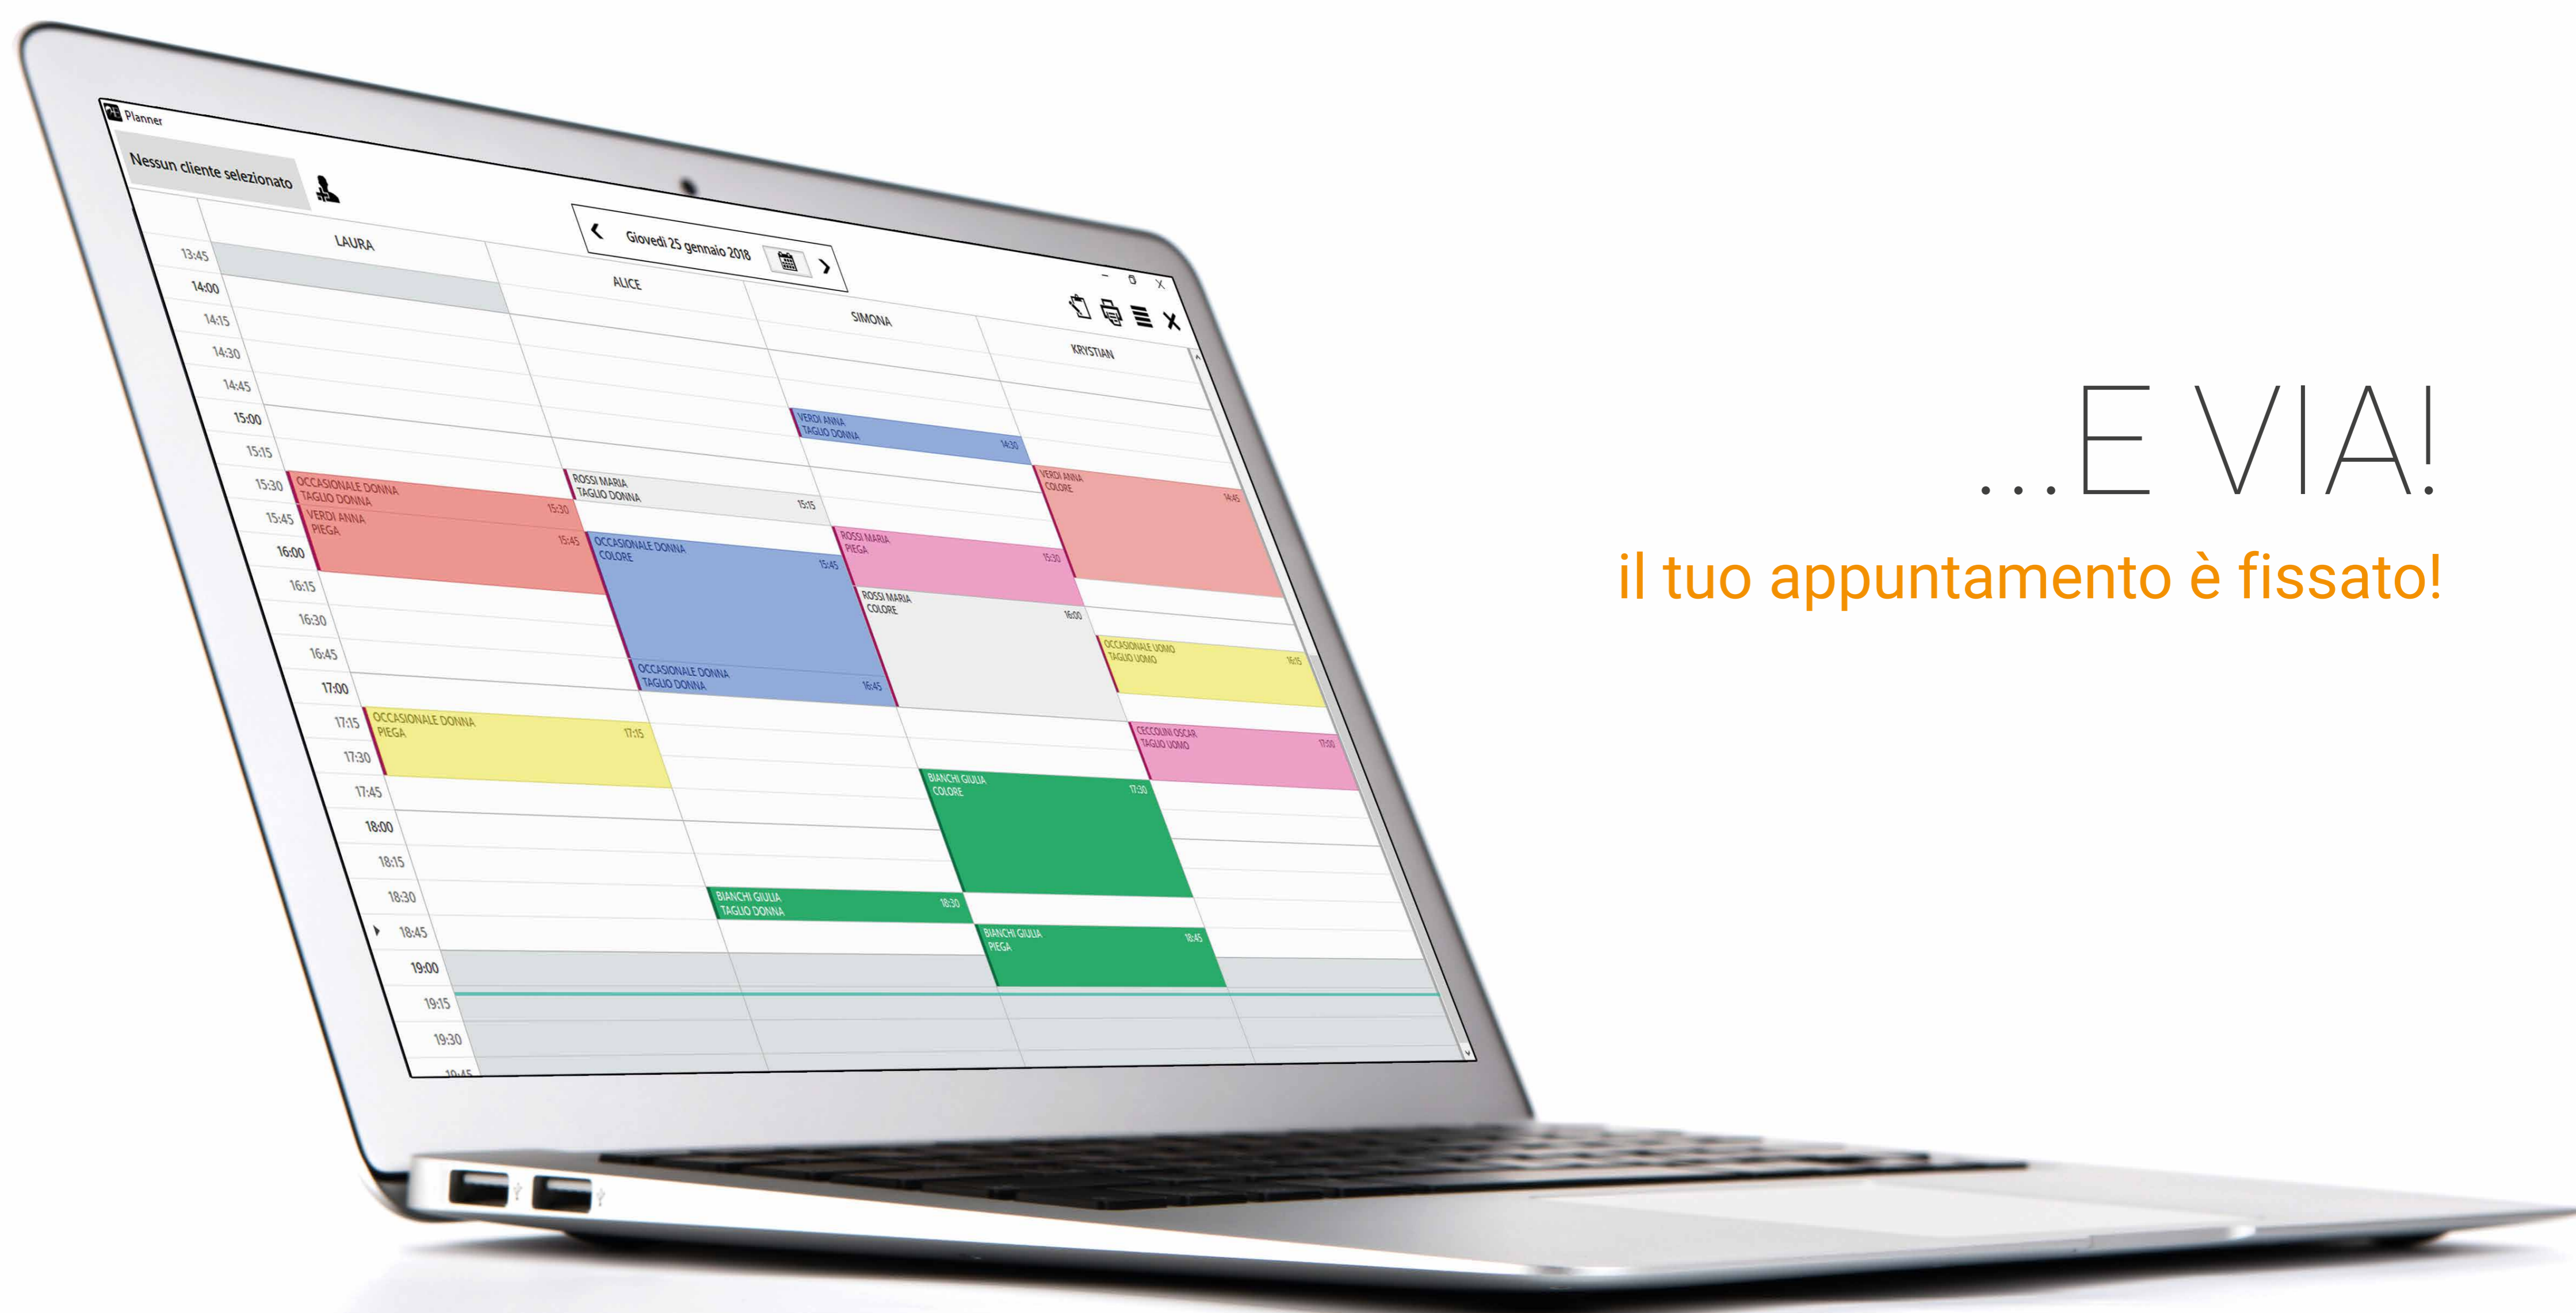 Planner
Nessun cliente selezionato
Giovedì 25 gennaio 2018
LAURA
ALICE
SIMONA
KRYSTIAN
13:45
14:00
14:15
14:30
14:45
15:00
15:15
15:30
15:45
16:00
16:15
16:30
16:45
17:00
17:15
17:30
17:45
18:00
18:15
18:30
18:45
19:00
19:15
19:30
19:45
OCCASIONALE DONNA
TAGLIO DONNA
15:30
VERDI ANNA
PIEGA
15:45
OCCASIONALE DONNA
PIEGA
17:15
ROSSI MARIA
TAGLIO DONNA
15:15
OCCASIONALE DONNA
COLORE
15:45
OCCASIONALE DONNA
TAGLIO DONNA
16:45
BIANCHI GIULIA
TAGLIO DONNA
18:30
VERDI ANNA
TAGLIO DONNA
14:30
ROSSI MARIA
PIEGA
15:30
ROSSI MARIA
COLORE
16:00
BIANCHI GIULIA
COLORE
17:30
BIANCHI GIULIA
PIEGA
18:45
VERDI ANNA
COLORE
14:45
OCCASIONALE UOMO
TAGLIO UOMO
16:15
CECCOLINI OSCAR
TAGLIO UOMO
17:00
...E VIA!
il tuo appuntamento è fissato!